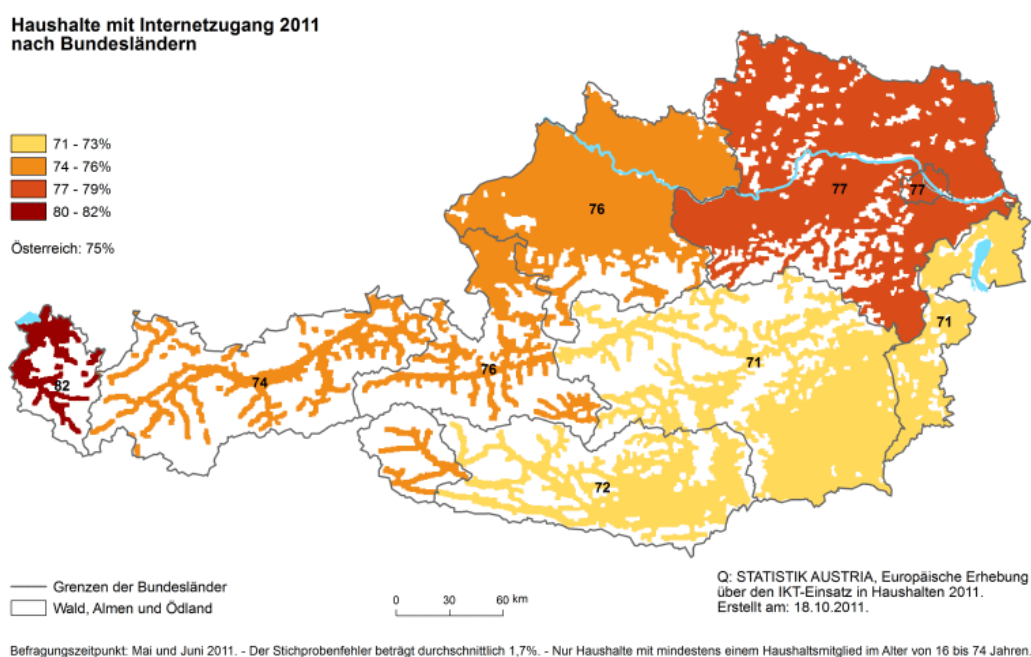 Haushalte mit Internetzugang 2011
nach Bundesländern
71 - 73%
74 - 76%
77 - 79%
80 - 82%
Österreich: 75%
77
77
76
71
82
74
76
71
72
Grenzen der Bundesländer
Wald, Almen und Ödland
0 30 60 km
Q: STATISTIK AUSTRIA, Europäische Erhebung
über den IKT-Einsatz in Haushalten 2011.
Erstellt am: 18.10.2011.
Befragungszeitpunkt: Mai und Juni 2011. - Der Stichprobenfehler beträgt durchschnittlich 1,7%. - Nur Haushalte mit mindestens einem Haushaltsmitglied im Alter von 16 bis 74 Jahren.